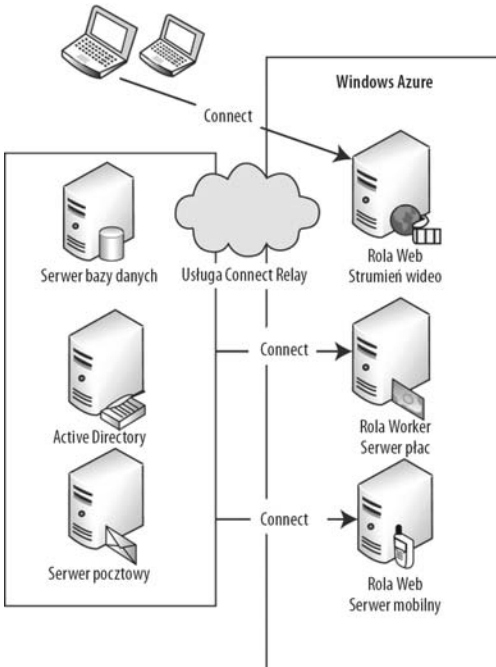 Windows Azure
Connect
Serwer bazy danych
Usługa Connect Relay
Rola Web
Strumień wideo
Connect
Active Directory
Rola Worker
Serwer płac
Connect
Serwer pocztowy
Rola Web
Serwer mobilny